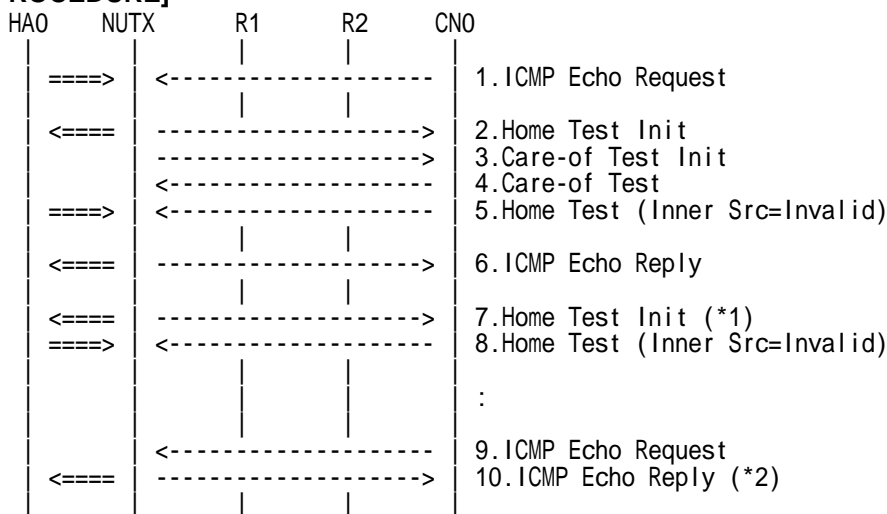 ROCEDURE]
HA0 NUTX R1 R2 CN0
====> <--------------------- 1.ICMP Echo Request
<==== ---------------------> 2.Home Test Init
---------------------> 3.Care-of Test Init
<--------------------- 4.Care-of Test
====> <--------------------- 5.Home Test (Inner Src=Invalid)
<==== ---------------------> 6.ICMP Echo Reply
<==== ---------------------> 7.Home Test Init (*1)
====> <--------------------- 8.Home Test (Inner Src=Invalid)
:
<--------------------- 9.ICMP Echo Request
<==== ---------------------> 10.ICMP Echo Reply (*2)